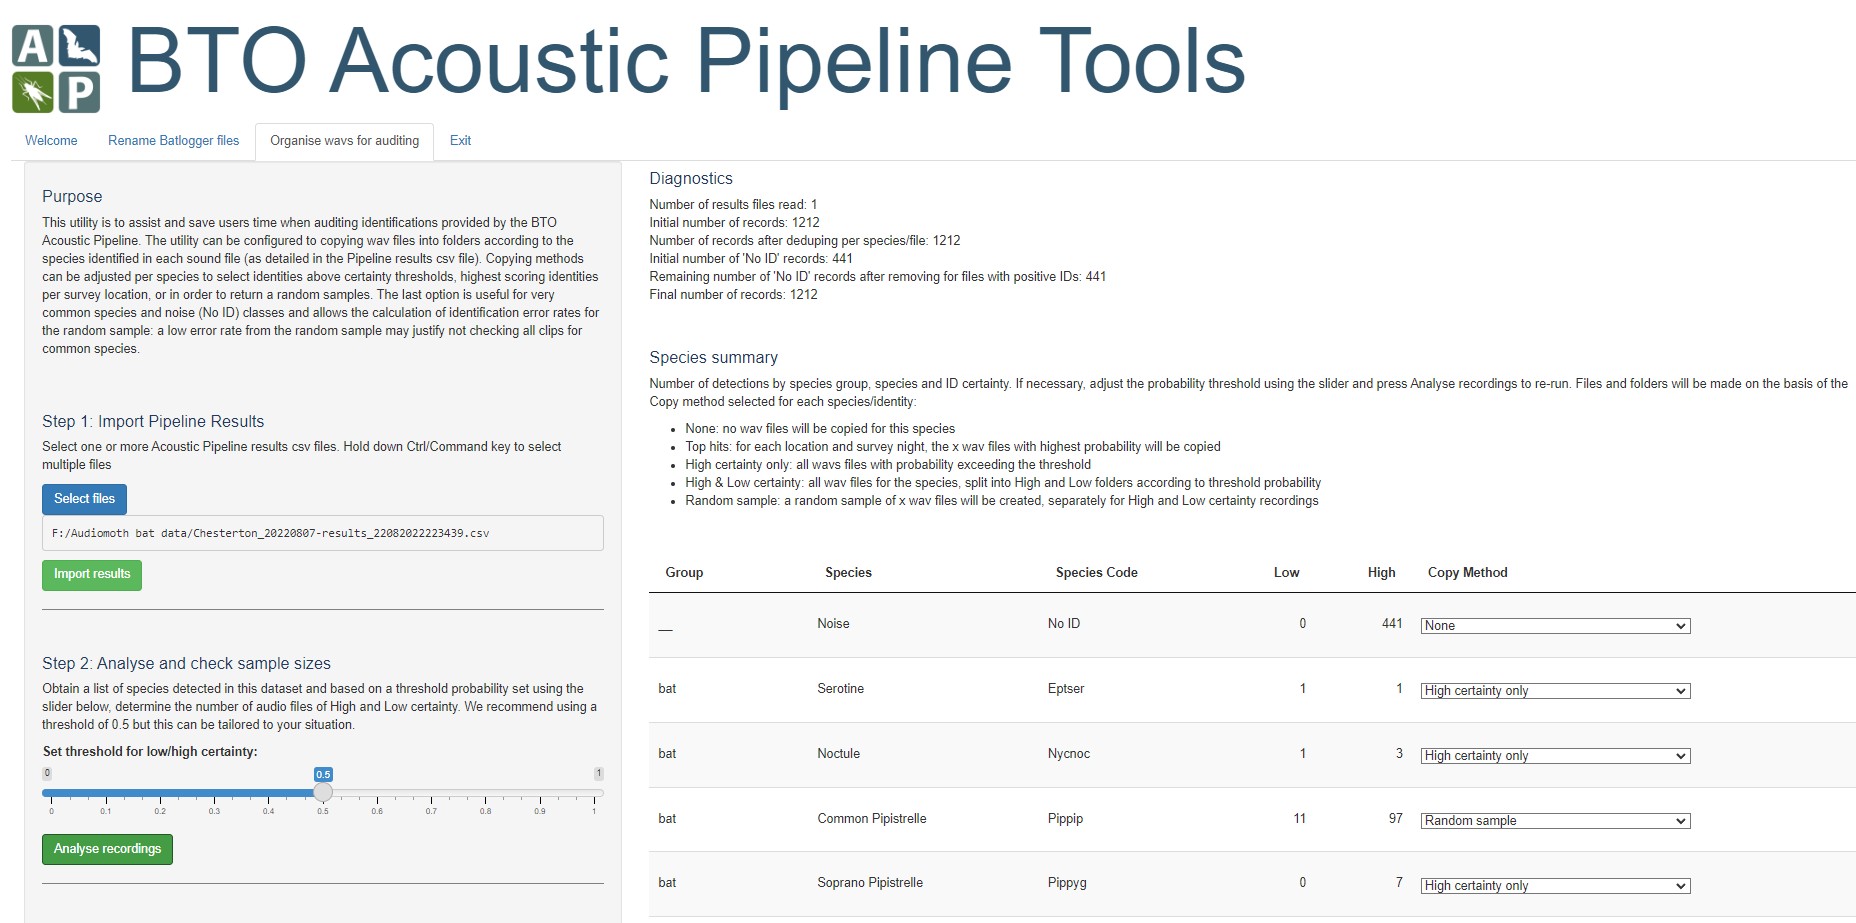 A P
BTO Acoustic Pipeline Tools
Welcome Rename Batlogger files Organise wavs for auditing Exit
Purpose
This utility is to assist and save users time when auditing identifications provided by the BTO
Acoustic Pipeline. The utility can be configured to copying wav files into folders according to the
species identified in each sound file (as detailed in the Pipeline results csv file). Copying methods
can be adjusted per species to select identities above certainty thresholds, highest scoring identities
per survey location, or in order to return a random samples. The last option is useful for very
common species and noise (No ID) classes and allows the calculation of identification error rates for
the random sample: a low error rate from the random sample may justify not checking all clips for
common species.
Step 1: Import Pipeline Results
Select one or more Acoustic Pipeline results csv files. Hold down Ctrl/Command key to select
multiple files
Select files
F:/Audiomoth bat data/Chesterton_20220807-results_22082022223439.csv
Import results
Step 2: Analyse and check sample sizes
Obtain a list of species detected in this dataset and based on a threshold probability set using the
slider below, determine the number of audio files of High and Low certainty. We recommend using a
threshold of 0.5 but this can be tailored to your situation.
Set threshold for low/high certainty:
0 0.5 1
0 0.1 0.2 0.3 0.4 0.5 0.6 0.7 0.8 0.9 1
Analyse recordings
Diagnostics
Number of results files read: 1
Initial number of records: 1212
Number of records after deduping per species/file: 1212
Initial number of 'No ID' records: 441
Remaining number of 'No ID' records after removing for files with positive IDs: 441
Final number of records: 1212
Species summary
Number of detections by species group, species and ID certainty. If necessary, adjust the probability threshold using the slider and press Analyse recordings to re-run. Files and folders will be made on the basis of the
Copy method selected for each species/identity:
• None: no wav files will be copied for this species
• Top hits: for each location and survey night, the x wav files with highest probability will be copied
• High certainty only: all wavs files with probability exceeding the threshold
• High & Low certainty: all wav files for the species, split into High and Low folders according to threshold probability
• Random sample: a random sample of x wav files will be created, separately for High and Low certainty recordings
Group Species Species Code Low High Copy Method
__ Noise No ID 0 441 None
bat Serotine Eptser 1 1 High certainty only
bat Noctule Nycnoc 1 3 High certainty only
bat Common Pipistrelle Pippip 11 97 Random sample
bat Soprano Pipistrelle Pippyg 0 7 High certainty only